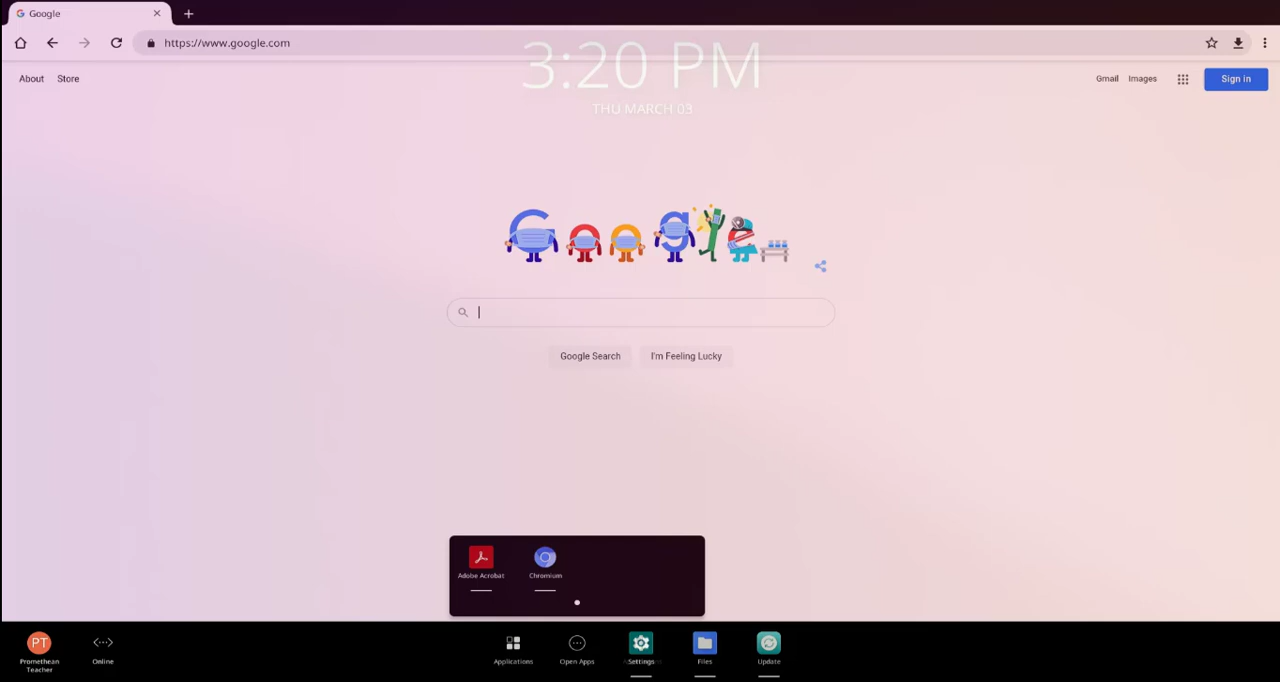 Google
https://www.google.com
3:20 PM
THU MARCH 03
About Store
Gmail Images Sign in
Google
Google Search I'm Feeling Lucky
Adobe Acrobat Chromium
PT
Promethean
Teacher
Online
Applications
Open Apps
Settings
Files
Update